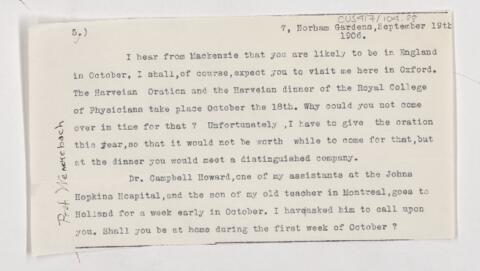 CUS417/104.88
5.) 7, Norham Gardens,September 19th
1906.
I hear from Mackenzie that you are likely to be in England
in October. I shall,of course,expect you to visit me here in Oxford.
The Harveian Oration and the Harveian dinner of the Royal College
of Physicians take place October the 18th. Why could you not come
over in time for that ? Unfortunately ,I have to give the oration
this year,so that it would not be worth while to come for that,but
at the dinner you would meet a distinguished company.
Dr. Campbell Howard,one of my assistants at the Johns
Hopkins Hospital,and the son of my old teacher in Montreal,goes to
Holland for a week early in October. I haveasked him to call upon
you. Shall you be at home during the first week of October ?
Prof. Wenckebach